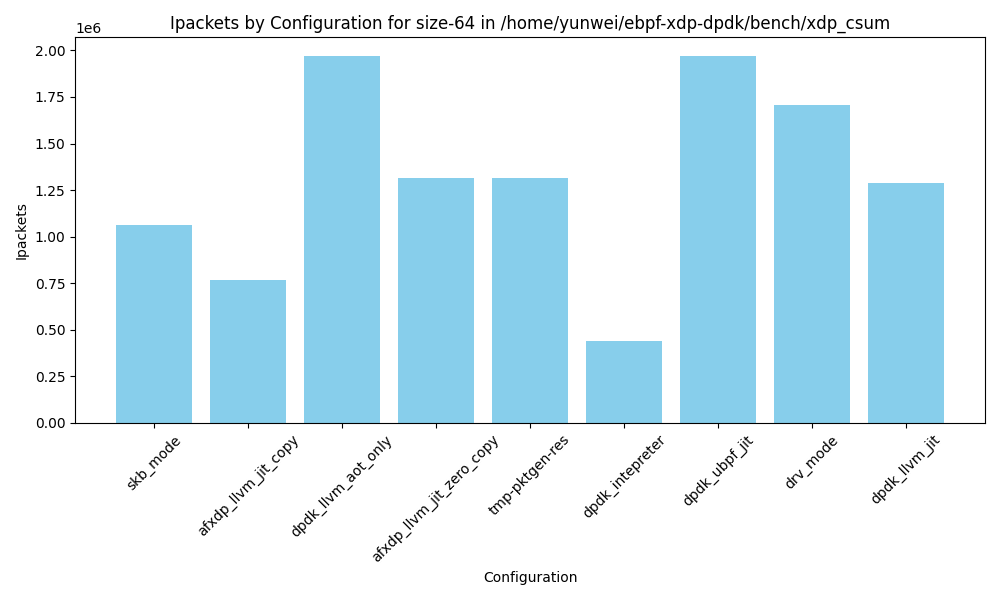 Ipackets by Configuration for size-64 in /home/yunwei/ebpf-xdp-dpdk/bench/xdp_csum
1e6
2.00
1.75
1.50
1.25
1.00
0.75
0.50
0.25
0.00
Ipackets
skb_mode
afxdp_llvm_jit_copy
dpdk_llvm_aot_only
afxdp_llvm_jit_zero_copy
tmp-pktgen-res
dpdk_intepreter
dpdk_ubpf_jit
drv_mode
dpdk_llvm_jit
Configuration